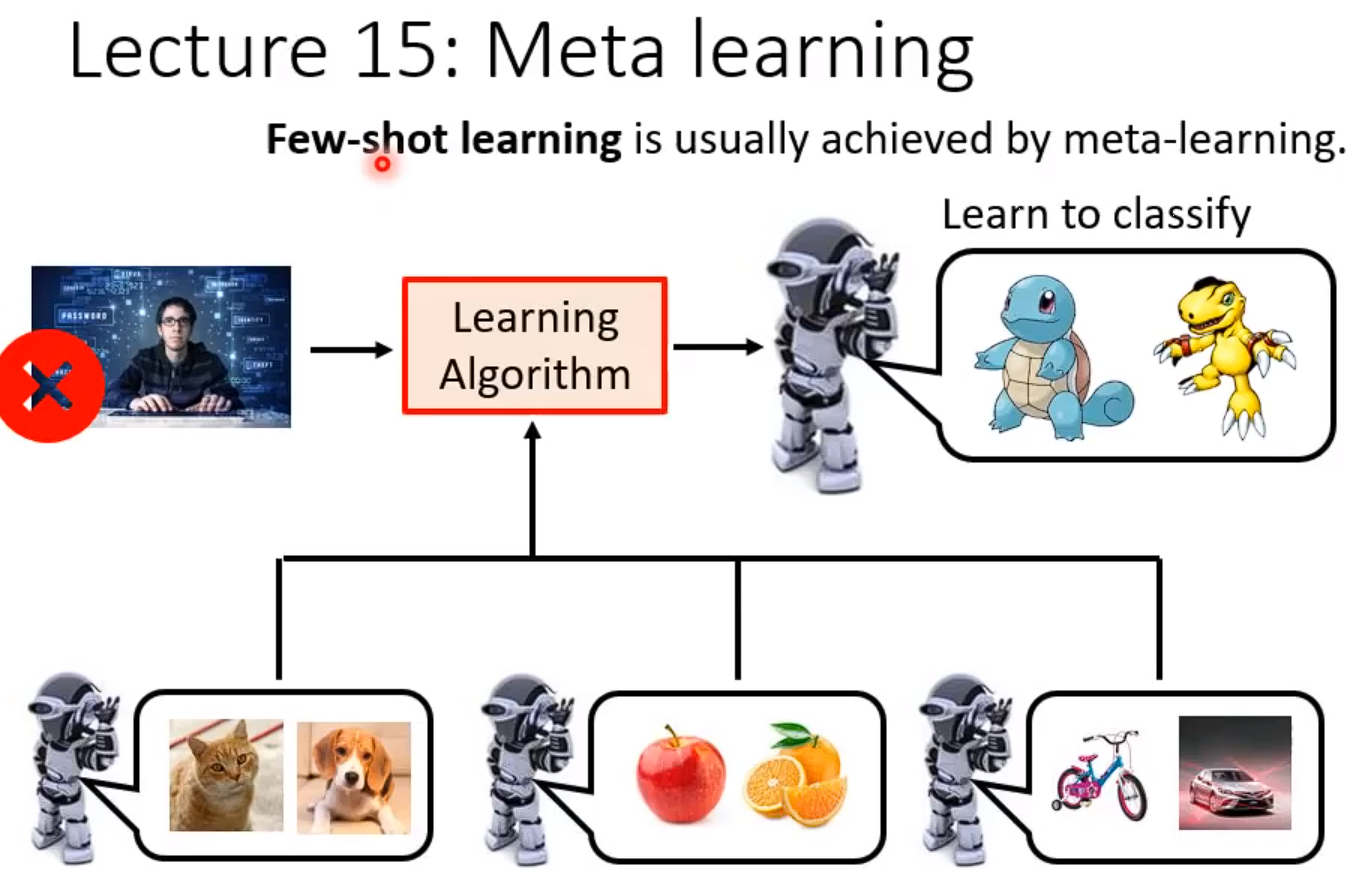 Lecture 15: Meta learning
Few-shot learning is usually achieved by meta-learning.
Learn to classify
PASSWORD
Learning
Algorithm